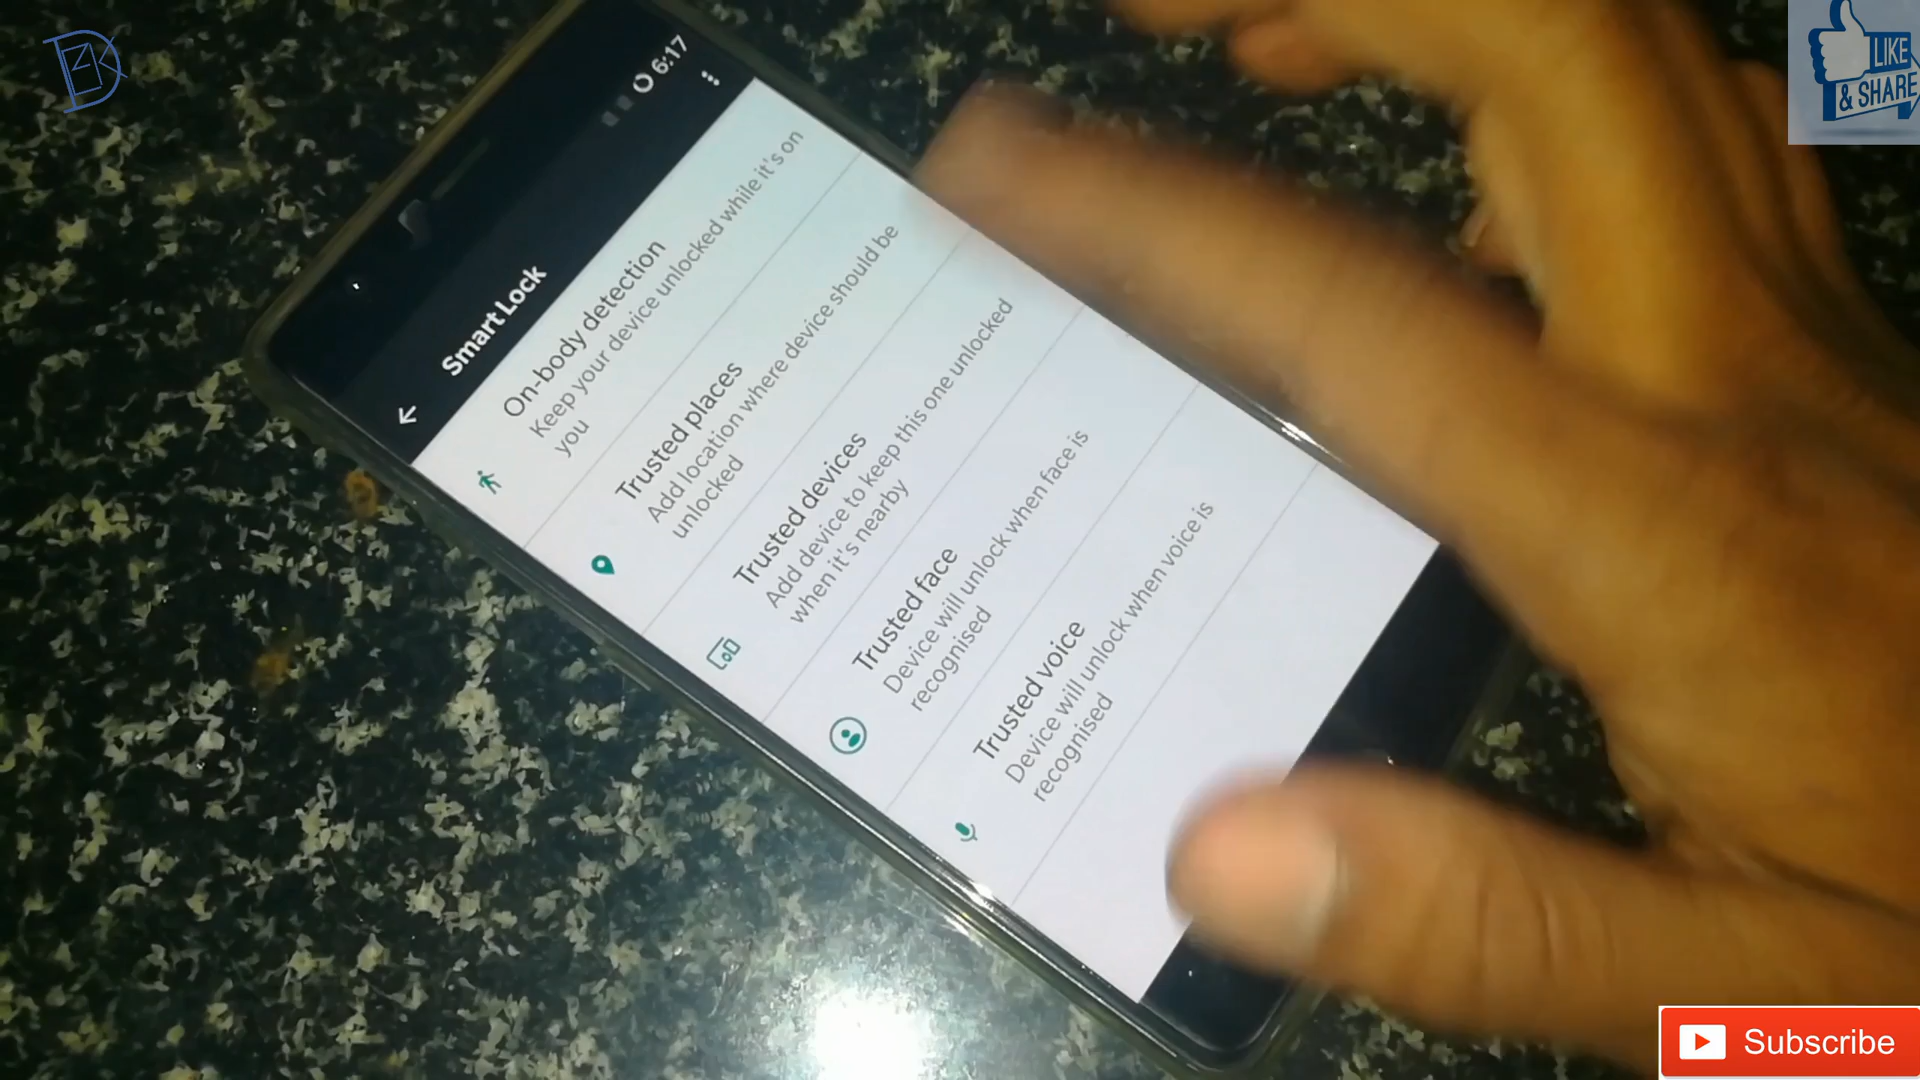 DZK
LIKE
& SHARE
6:17
Smart Lock
On-body detection
Keep your device unlocked while it's on
you
Trusted places
Add location where device should be
unlocked
Trusted devices
Add device to keep this one unlocked
when it's nearby
Trusted face
Device will unlock when face is
recognised
Trusted voice
Device will unlock when voice is
recognised
Subscribe